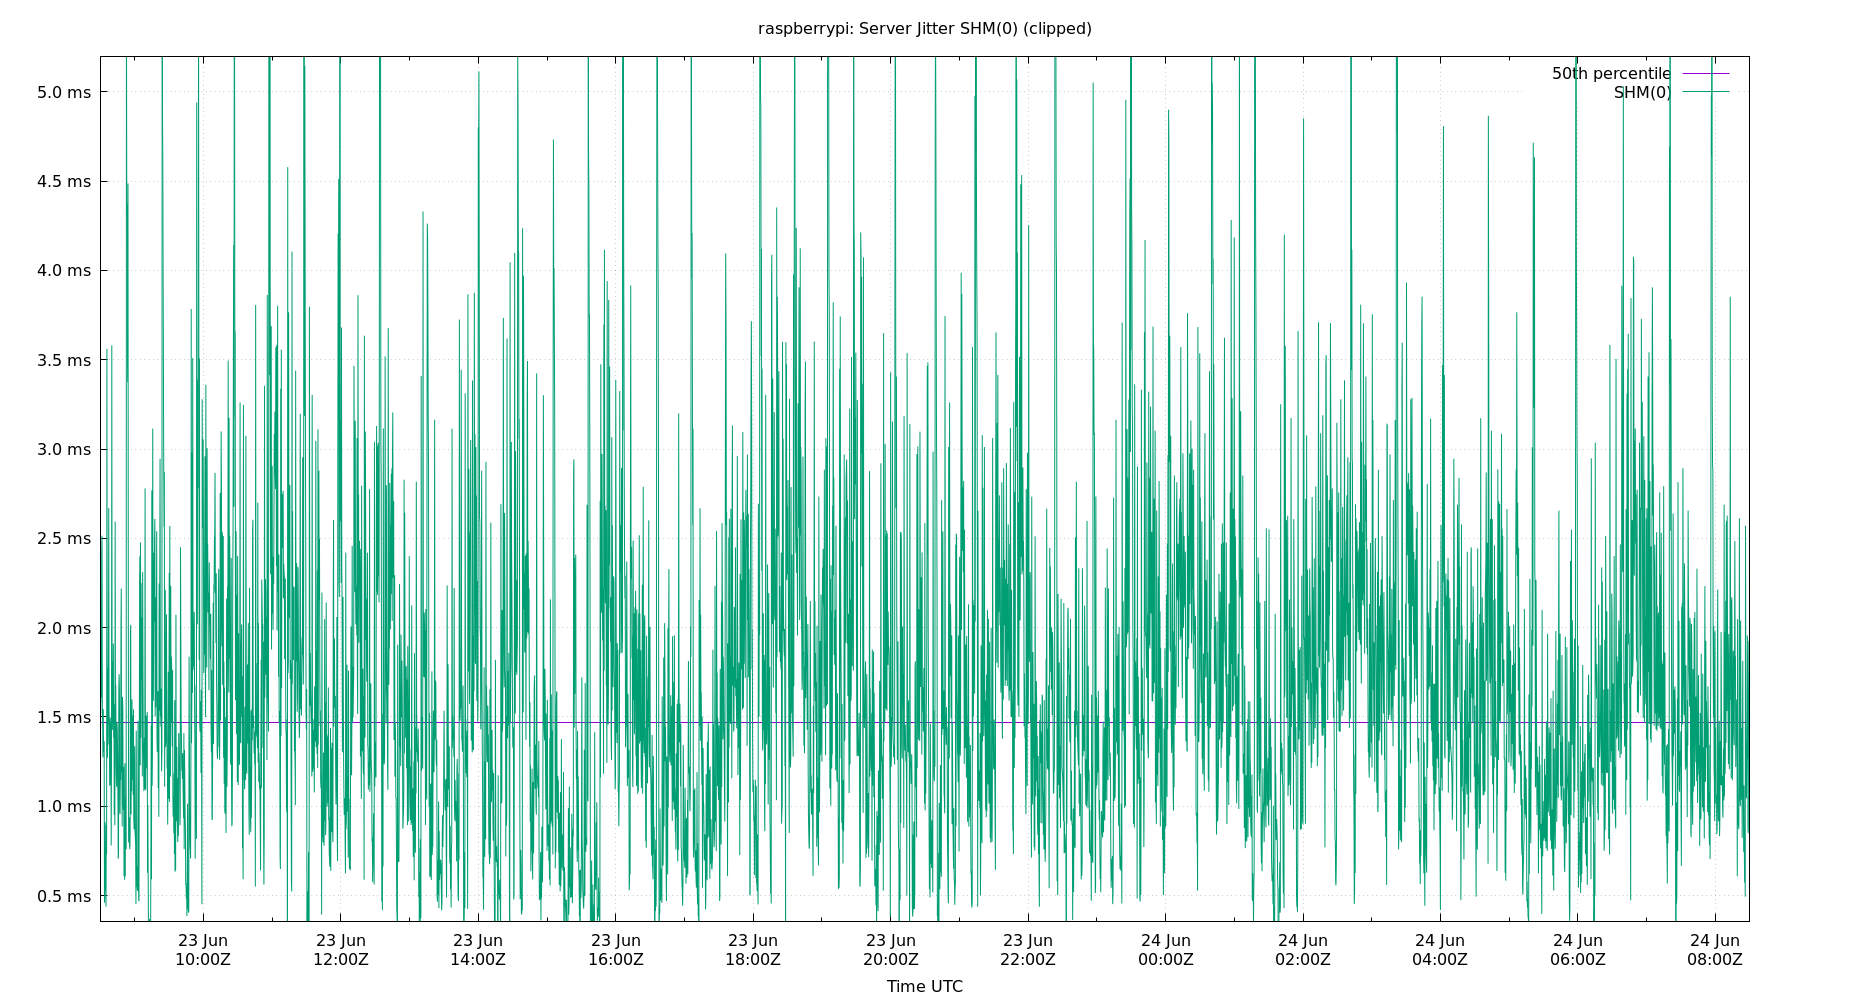 raspberrypi: Server Jitter SHM(0) (clipped)
50th percentile
SHM(0)
5.0 ms
4.5 ms
4.0 ms
3.5 ms
3.0 ms
2.5 ms
2.0 ms
1.5 ms
1.0 ms
0.5 ms
23 Jun 23 Jun 23 Jun 23 Jun 23 Jun 23 Jun 23 Jun 24 Jun 24 Jun 24 Jun 24 Jun 24 Jun
10:00Z 12:00Z 14:00Z 16:00Z 18:00Z 20:00Z 22:00Z 00:00Z 02:00Z 04:00Z 06:00Z 08:00Z
Time UTC